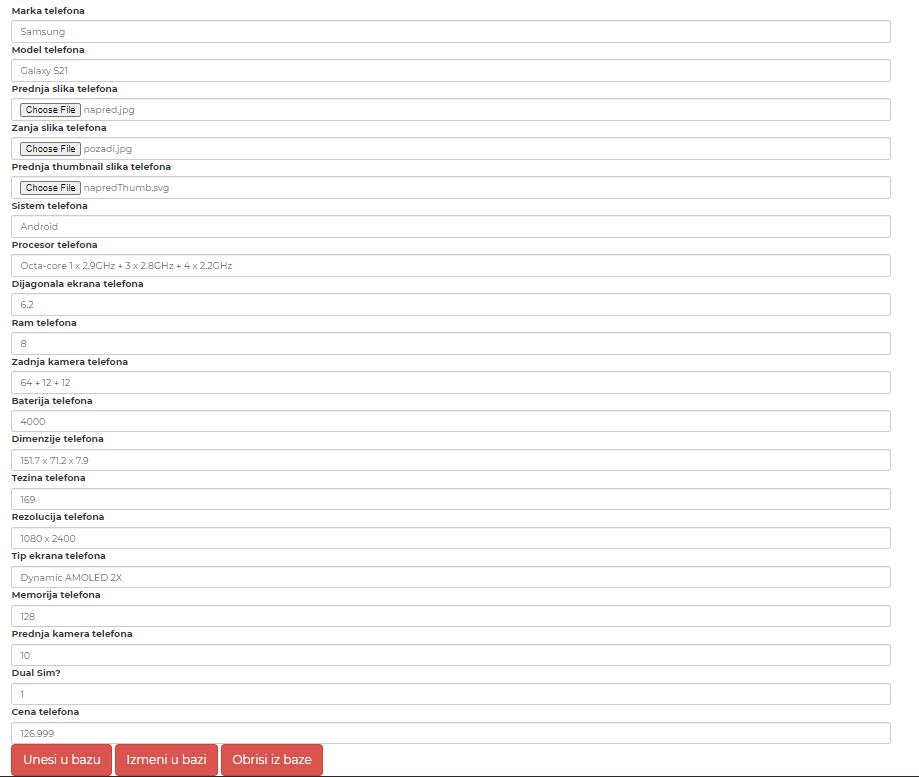 Marka telefona
Samsung
Model telefona
Galaxy S21
Prednja slika telefona
Choose File napred.jpg
Zanja slika telefona
Choose File pozadi.jpg
Prednja thumbnail slika telefona
Choose File napredThumb.svg
Sistem telefona
Android
Procesor telefona
Octa-core 1 x 2.9GHz + 3 x 2.8GHz + 4 x 2.2GHz
Dijagonala ekrana telefona
6.2
Ram telefona
8
Zadnja kamera telefona
64 + 12 + 12
Baterija telefona
4000
Dimenzije telefona
151.7 x 71.2 x 7.9
Tezina telefona
169
Rezolucija telefona
1080 x 2400
Tip ekrana telefona
Dynamic AMOLED 2X
Memorija telefona
128
Prednja kamera telefona
10
Dual Sim?
1
Cena telefona
126.999
Unesi u bazu Izmeni u bazi Obrisi iz baze